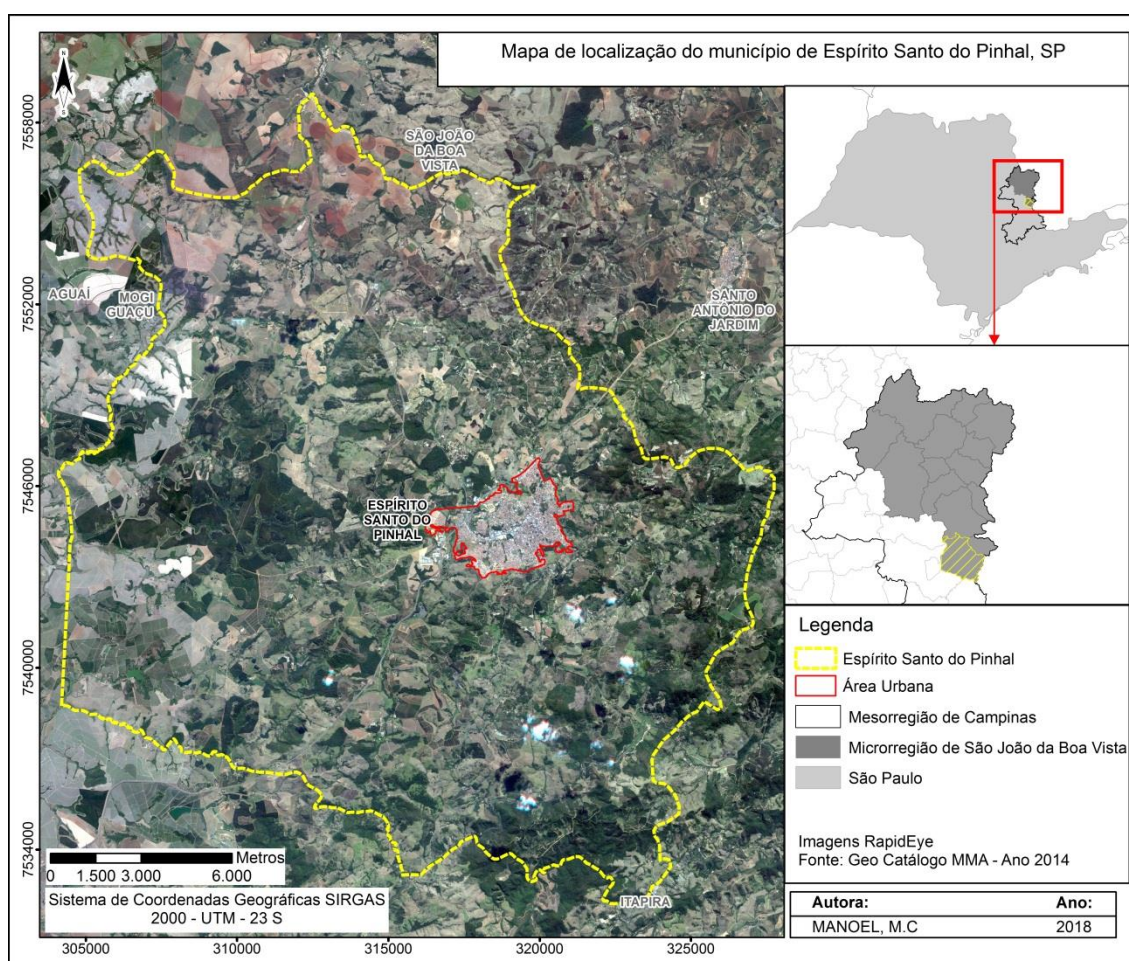 Mapa de localização do município de Espírito Santo do Pinhal, SP
N
S
7558000
7552000
7546000
7540000
7534000
SÃO JOÃO
DA BOA
VISTA
AGUAÍ
MOGI
GUAÇU
SANTO
ANTÔNIO DO
JARDIM
ESPÍRITO
SANTO DO
PINHAL
ITAPIRA
Metros
0 1.500 3.000 6.000
Sistema de Coordenadas Geográficas SIRGAS
2000 - UTM - 23 S
305000 310000 315000 320000 325000
Legenda
Espírito Santo do Pinhal
Área Urbana
Mesorregião de Campinas
Microrregião de São João da Boa Vista
São Paulo
Imagens RapidEye
Fonte: Geo Catálogo MMA - Ano 2014
Autora: Ano:
MANOEL, M.C 2018